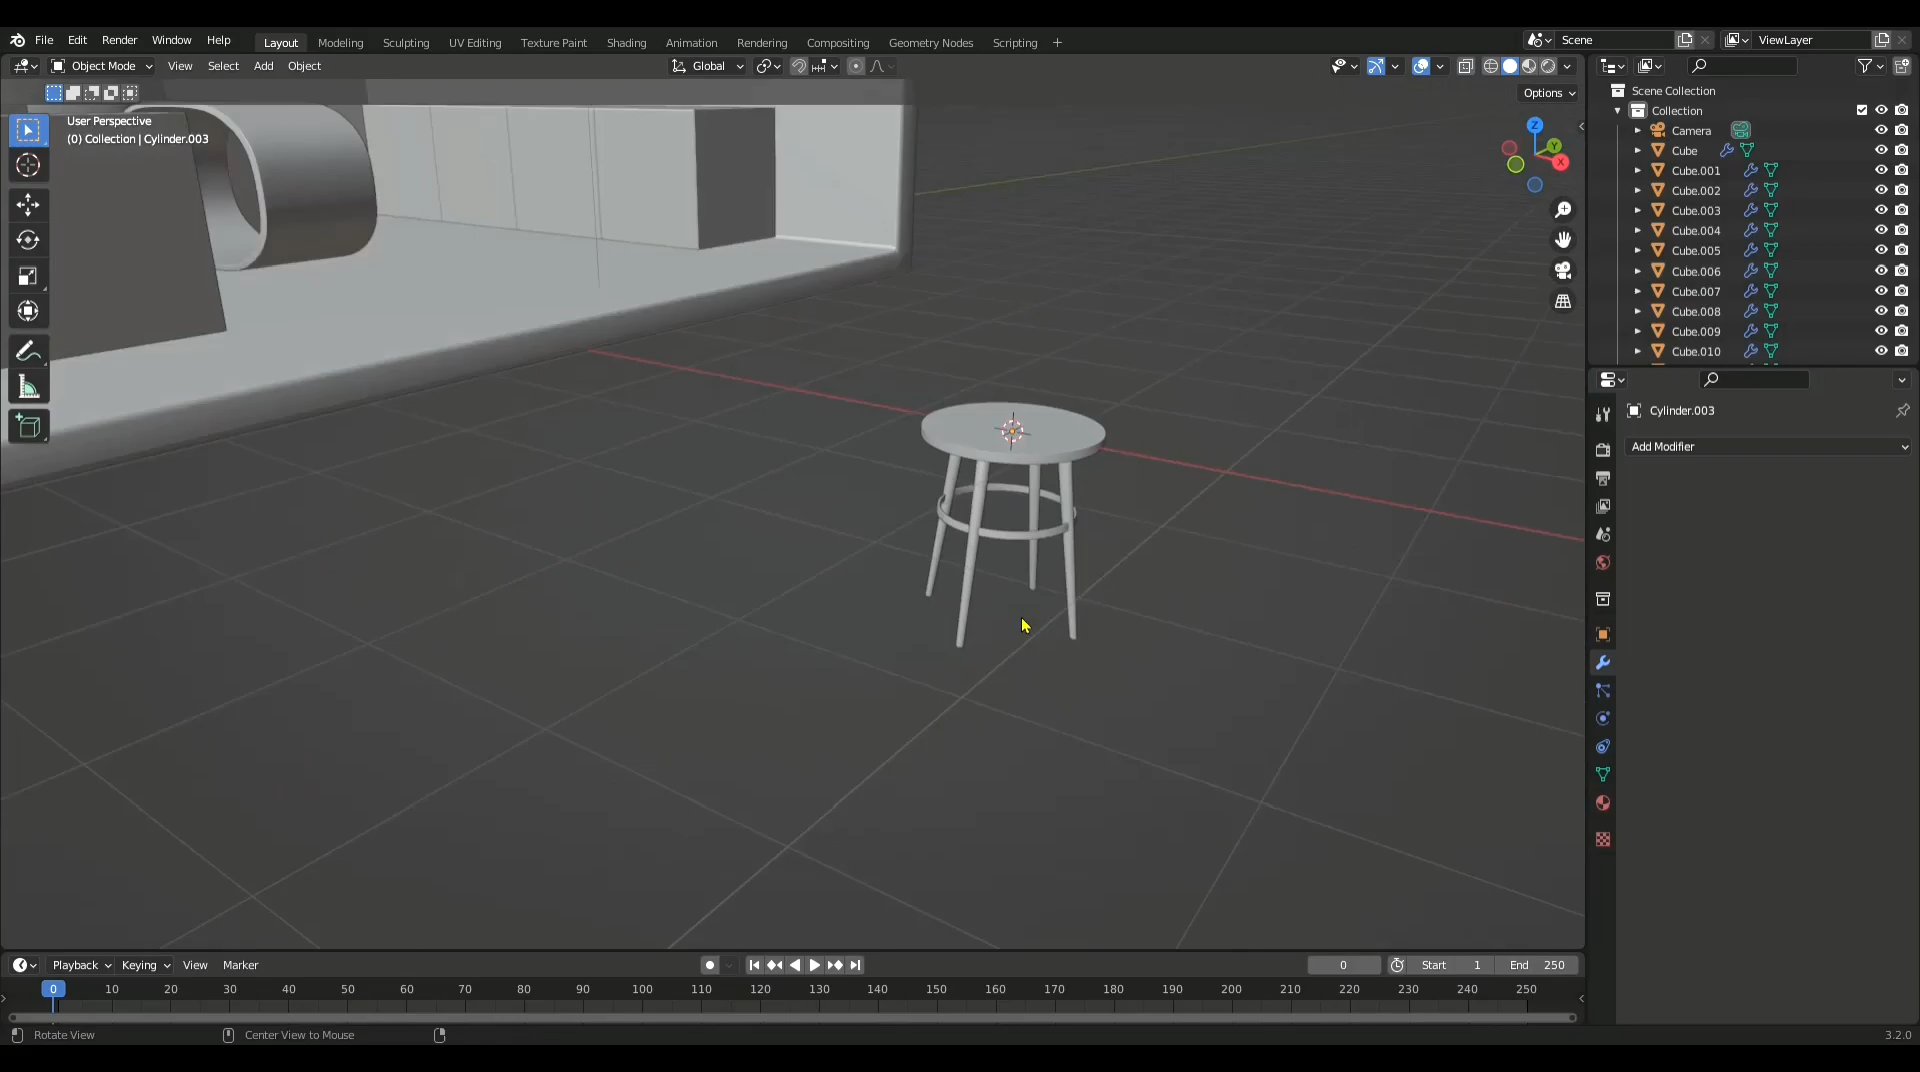 File Edit Render Window Help Layout Modeling Sculpting UV Editing Texture Paint Shading Animation Rendering Compositing Geometry Nodes Scripting + Scene ViewLayer
Object Mode View Select Add Object Global
Options
User Perspective
(0) Collection | Cylinder.003
Z
Y
X
Scene Collection
Collection
Camera
Cube
Cube.001
Cube.002
Cube.003
Cube.004
Cube.005
Cube.006
Cube.007
Cube.008
Cube.009
Cube.010
Cylinder.003
Add Modifier
Playback Keying View Marker 0 Start 1 End 250
0 10 20 30 40 50 60 70 80 90 100 110 120 130 140 150 160 170 180 190 200 210 220 230 240 250
Rotate View Center View to Mouse 3.2.0